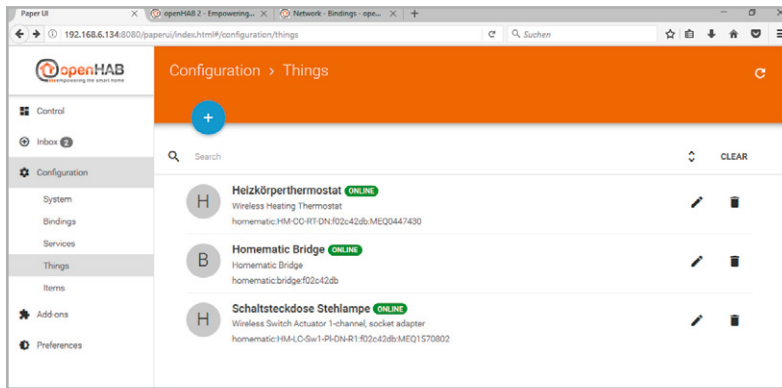 Paper UI
openHAB 2 - Empowering...
Network - Bindings - ope...
192.168.6.134:8080/paperui/index.html#/configuration/things
Suchen
openHAB
empowering the smart home
Configuration > Things
Control
Inbox 2
Configuration
System
Bindings
Services
Things
Items
Add-ons
Preferences
Search
CLEAR
H
Heizkörperthermostat ONLINE
Wireless Heating Thermostat
homematic:HM-CC-RT-DN:f02c42db:MEQ0447430
B
Homematic Bridge ONLINE
Homematic Bridge
homematic:bridge:f02c42db
H
Schaltsteckdose Stehlampe ONLINE
Wireless Switch Actuator 1-channel, socket adapter
homematic:HM-LC-Sw1-Pl-DN-R1:f02c42db:MEQ1570802